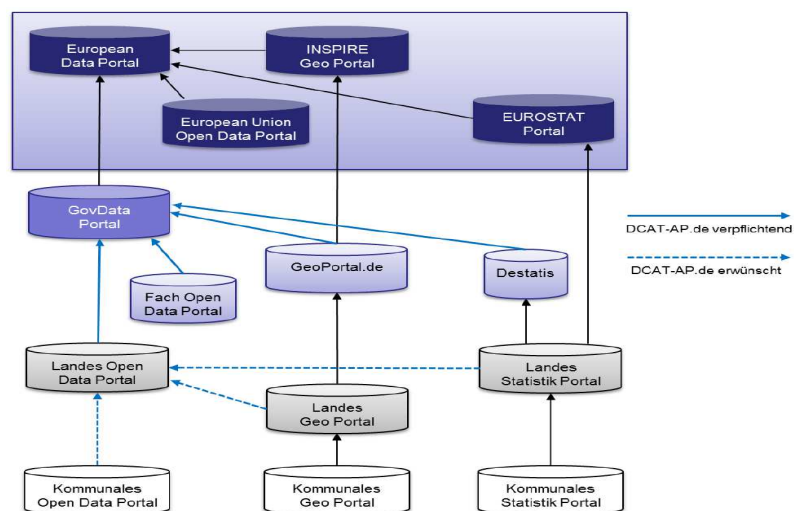 European
Data Portal
INSPIRE
Geo Portal
European Union
Open Data Portal
EUROSTAT
Portal
GovData
Portal
DCAT-AP.de verpflichtend
GeoPortal.de
Destatis
DCAT-AP.de erwünscht
Fach Open
Data Portal
Landes Open
Data Portal
Landes
Statistik Portal
Landes
Geo Portal
Kommunales
Open Data Portal
Kommunales
Geo Portal
Kommunales
Statistik Portal